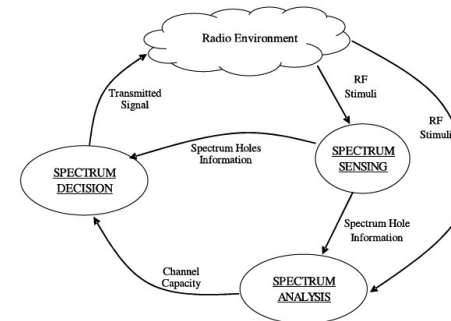 Radio Environment
Transmitted
Signal
RF
Stimuli
RF
Stimuli
Spectrum Holes
Information
SPECTRUM
SENSING
SPECTRUM
DECISION
Spectrum Hole
Information
Channel
Capacity
SPECTRUM
ANALYSIS